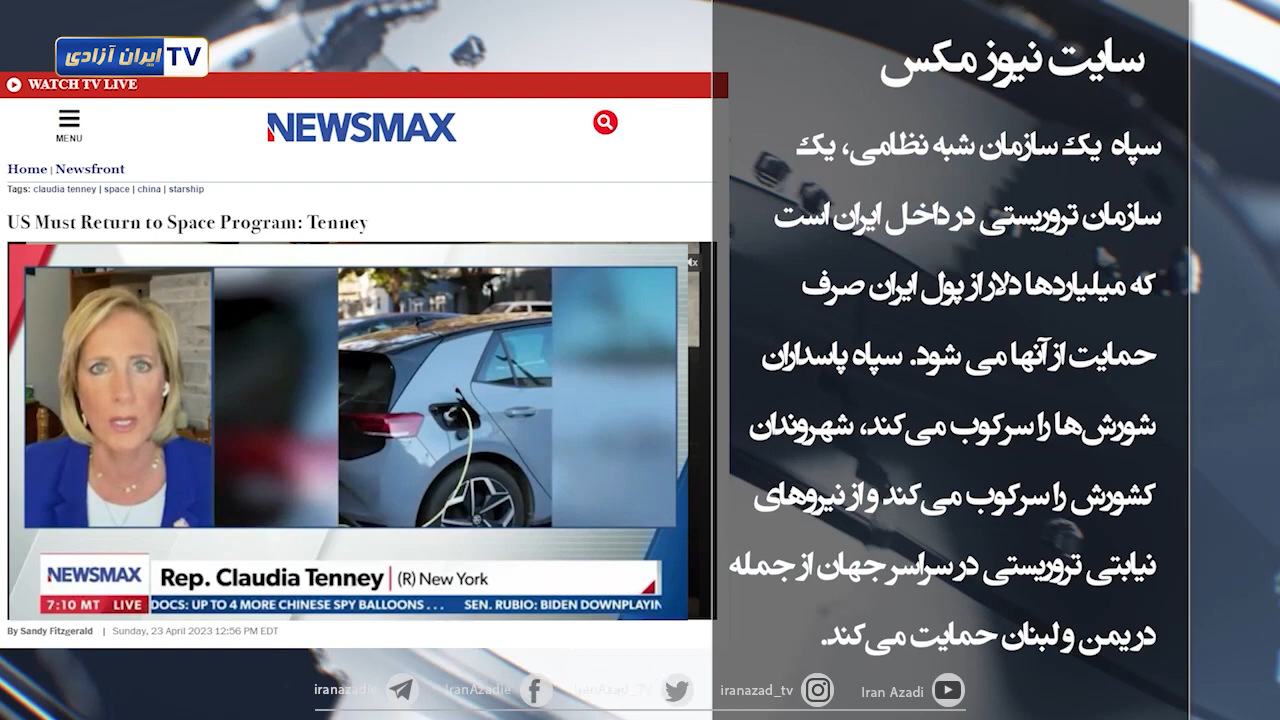 TV ایران آزادی
WATCH TV LIVE
MENU
NEWSMAX
Home | Newsfront
Tags: claudia tenney | space | china | starship
US Must Return to Space Program: Tenney
NEWSMAX
Rep. Claudia Tenney | (R) New York
7:10 MT LIVE DOCS: UP TO 4 MORE CHINESE SPY BALLOONS . . . SEN. RUBIO: BIDEN DOWNPLAYIN
By Sandy Fitzgerald | Sunday, 23 April 2023 12:56 PM EDT
سایت نیوز مکس
سپاه یک سازمان شبه نظامی، یک
سازمان تروریستی در داخل ایران است
که میلیاردها دلار از پول ایران صرف
حمایت از آنها می شود. سپاه پاسداران
شورش‌ها را سرکوب می‌کند، شهروندان
کشورش را سرکوب می‌کند و از نیروهای
نیابتی تروریستی در سراسر جهان از جمله
در یمن و لبنان حمایت می‌کند.
iranazadie IranAzadie IranAzad_TV iranazad_tv Iran Azadi